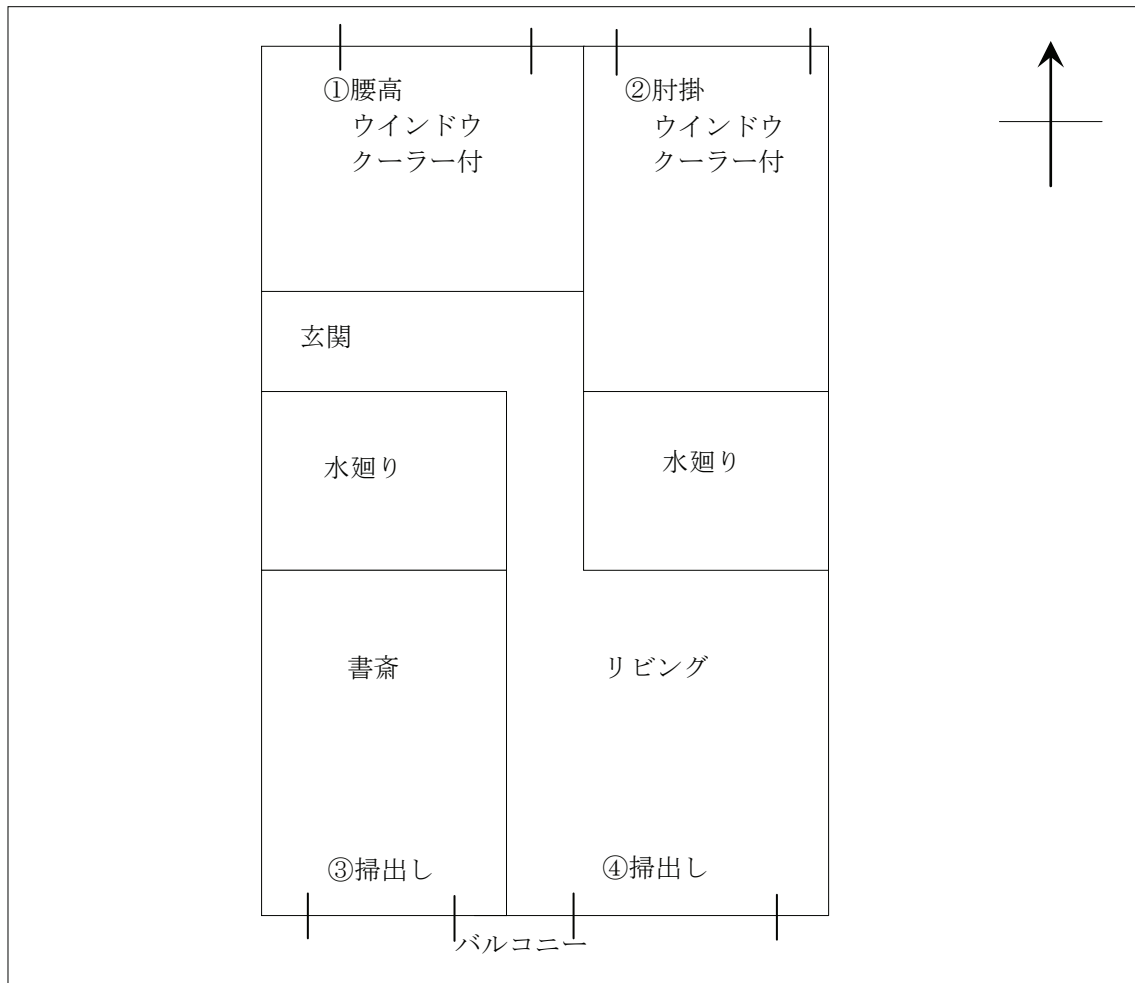 ①腰高
ウインドウ
クーラー付
②肘掛
ウインドウ
クーラー付
玄関
水廻り
水廻り
書斎
リビング
③掃出し
④掃出し
バルコニー